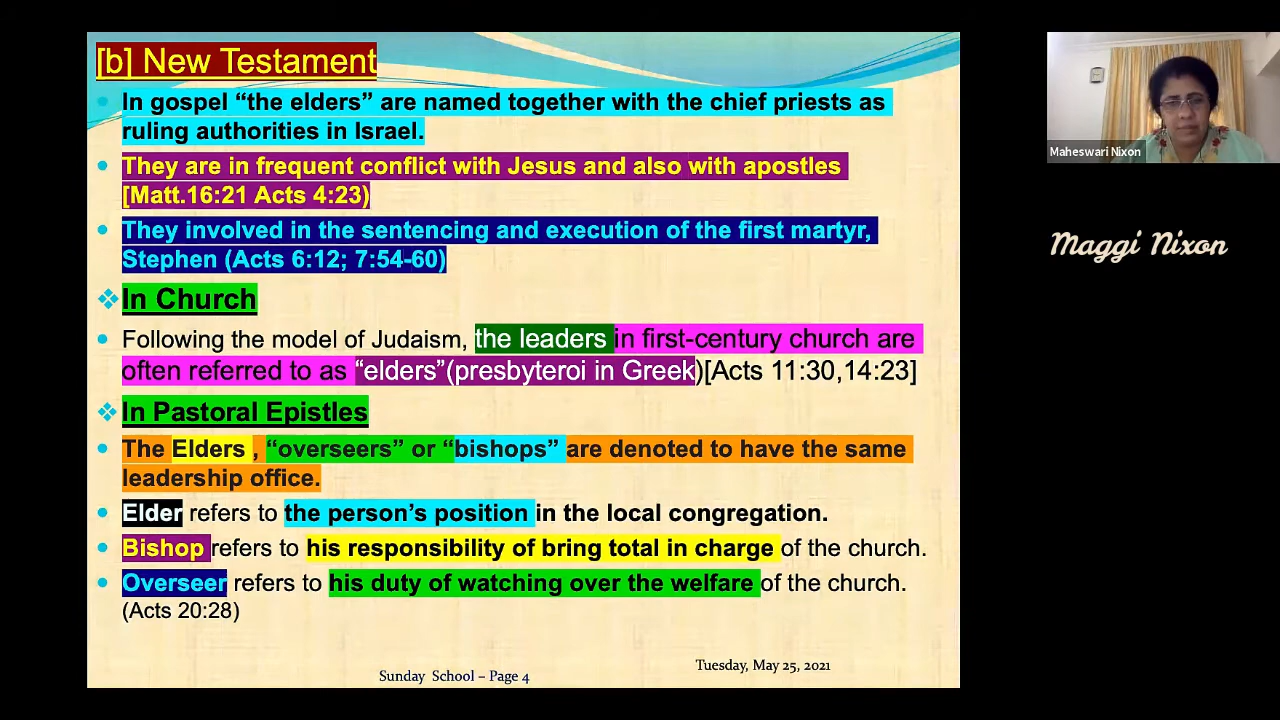 [b] New Testament
In gospel “the elders” are named together with the chief priests as
ruling authorities in Israel.
They are in frequent conflict with Jesus and also with apostles
[Matt.16:21 Acts 4:23)
They involved in the sentencing and execution of the first martyr,
Stephen (Acts 6:12; 7:54-60)
In Church
Following the model of Judaism, the leaders in first-century church are
often referred to as “elders”(presbyteroi in Greek)[Acts 11:30,14:23]
In Pastoral Epistles
The Elders , “overseers” or “bishops” are denoted to have the same
leadership office.
Elder refers to the person’s position in the local congregation.
Bishop refers to his responsibility of bring total in charge of the church.
Overseer refers to his duty of watching over the welfare of the church.
(Acts 20:28)
Sunday School – Page 4
Tuesday, May 25, 2021
Maheswari Nixon
Maggi Nixon